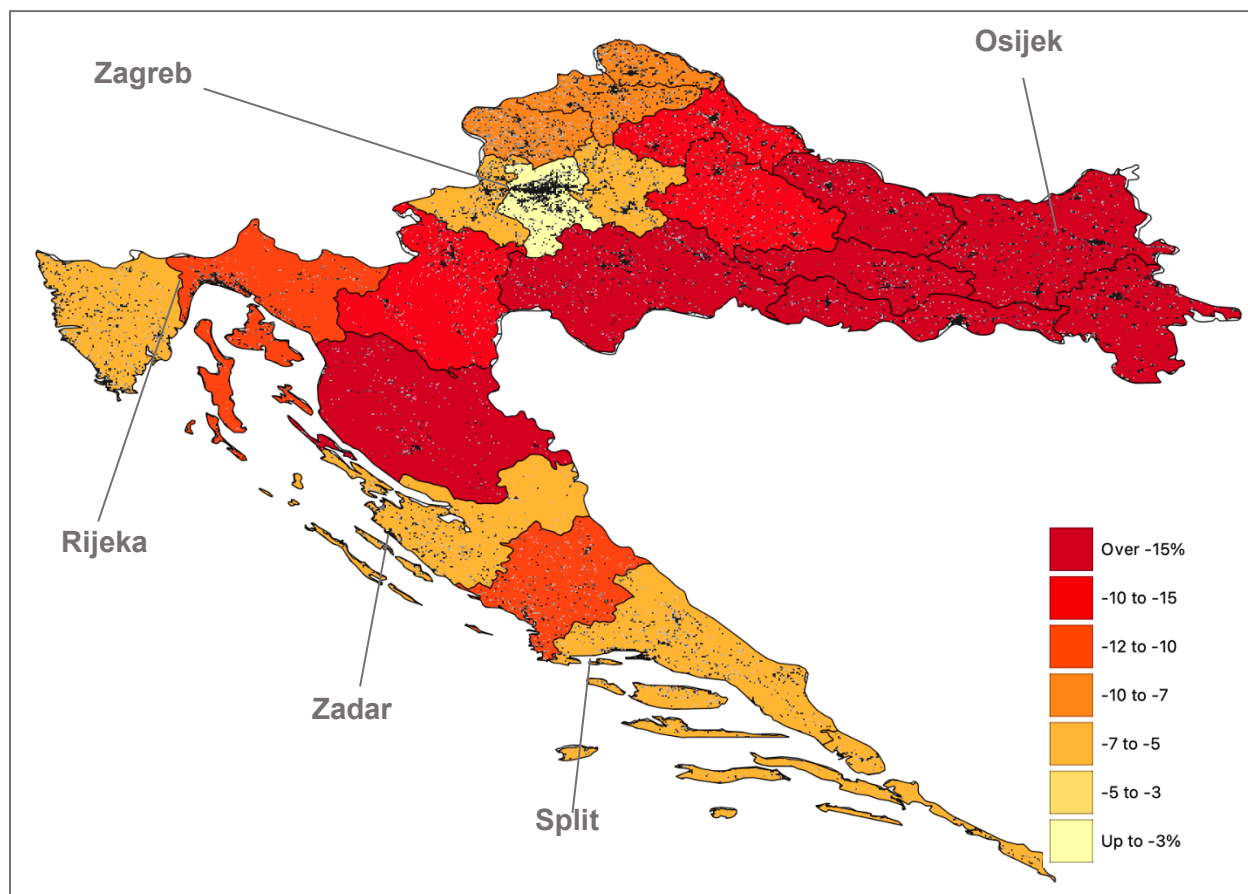 Osijek
Zagreb
Rijeka
Zadar
Split
Over -15%
-10 to -15
-12 to -10
-10 to -7
-7 to -5
-5 to -3
Up to -3%